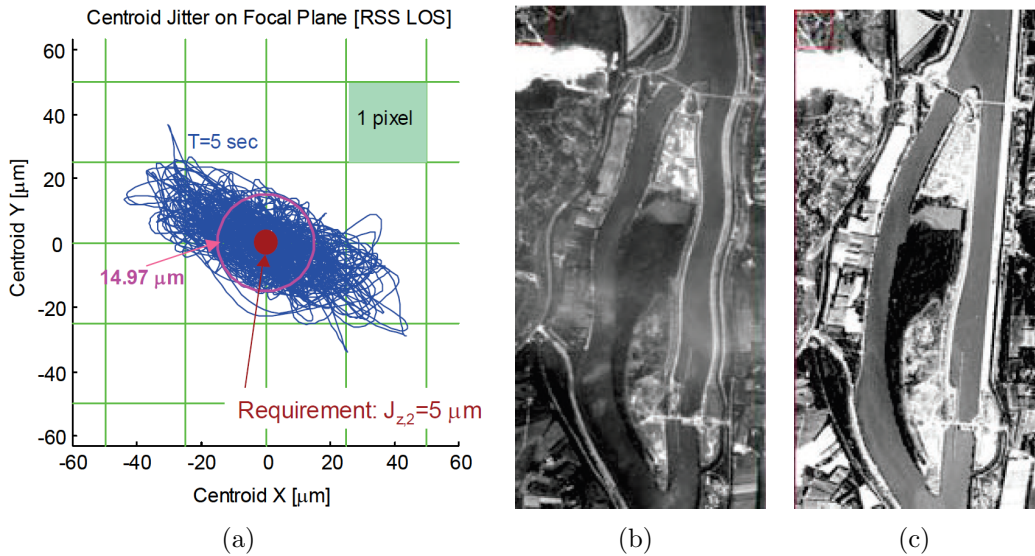 Centroid Jitter on Focal Plane [RSS LOS]
60
40
20
0
-20
-40
-60
Centroid Y [μm]
T=5 sec
1 pixel
14.97 μm
Requirement: J_{z,2}=5 μm
-60
-40
-20
0
20
40
60
Centroid X [μm]
(a)
(b)
(c)